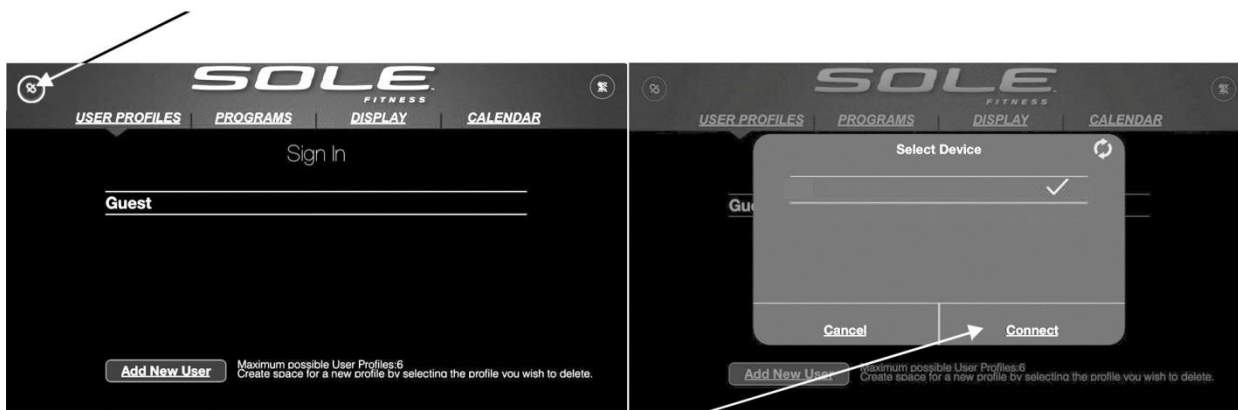 SOLE
FITNESS
USER PROFILES PROGRAMS DISPLAY CALENDAR
Sign In
Guest
Add New User
Maximum possible User Profiles:6
Create space for a new profile by selecting the profile you wish to delete.
SOLE
FITNESS
USER PROFILES PROGRAMS DISPLAY CALENDAR
Select Device
Gu
Cancel Connect
Add New User
Maximum possible User Profiles:6
Create space for a new profile by selecting the profile you wish to delete.